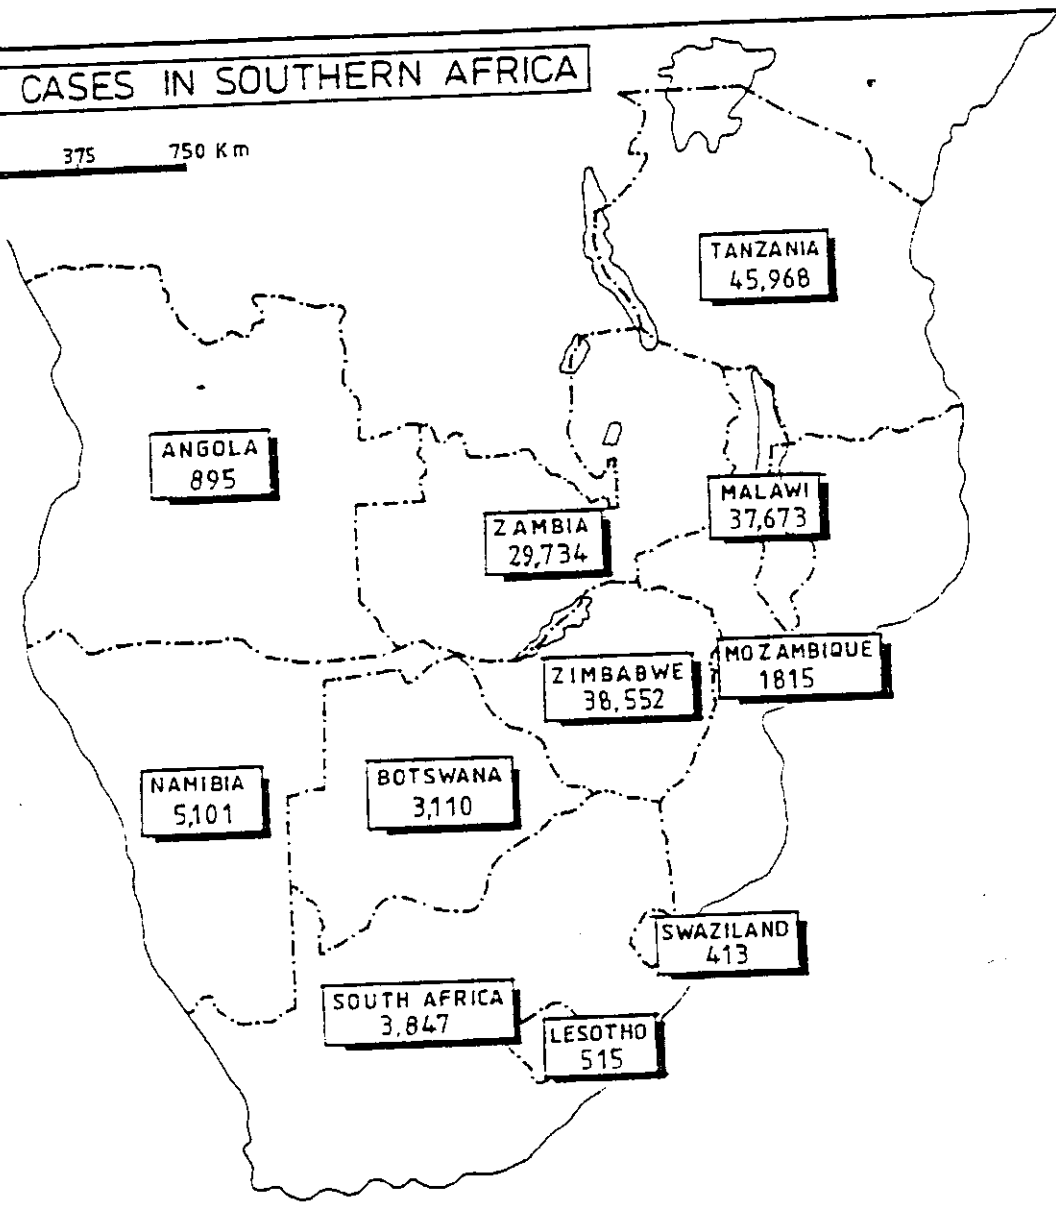 CASES IN SOUTHERN AFRICA
375 750 Km
TANZANIA
45,968
ANGOLA
895
MALAWI
37,673
ZAMBIA
29,734
MOZAMBIQUE
1815
ZIMBABWE
38,552
NAMIBIA
5,101
BOTSWANA
3,110
SWAZILAND
413
SOUTH AFRICA
3,847
LESOTHO
515